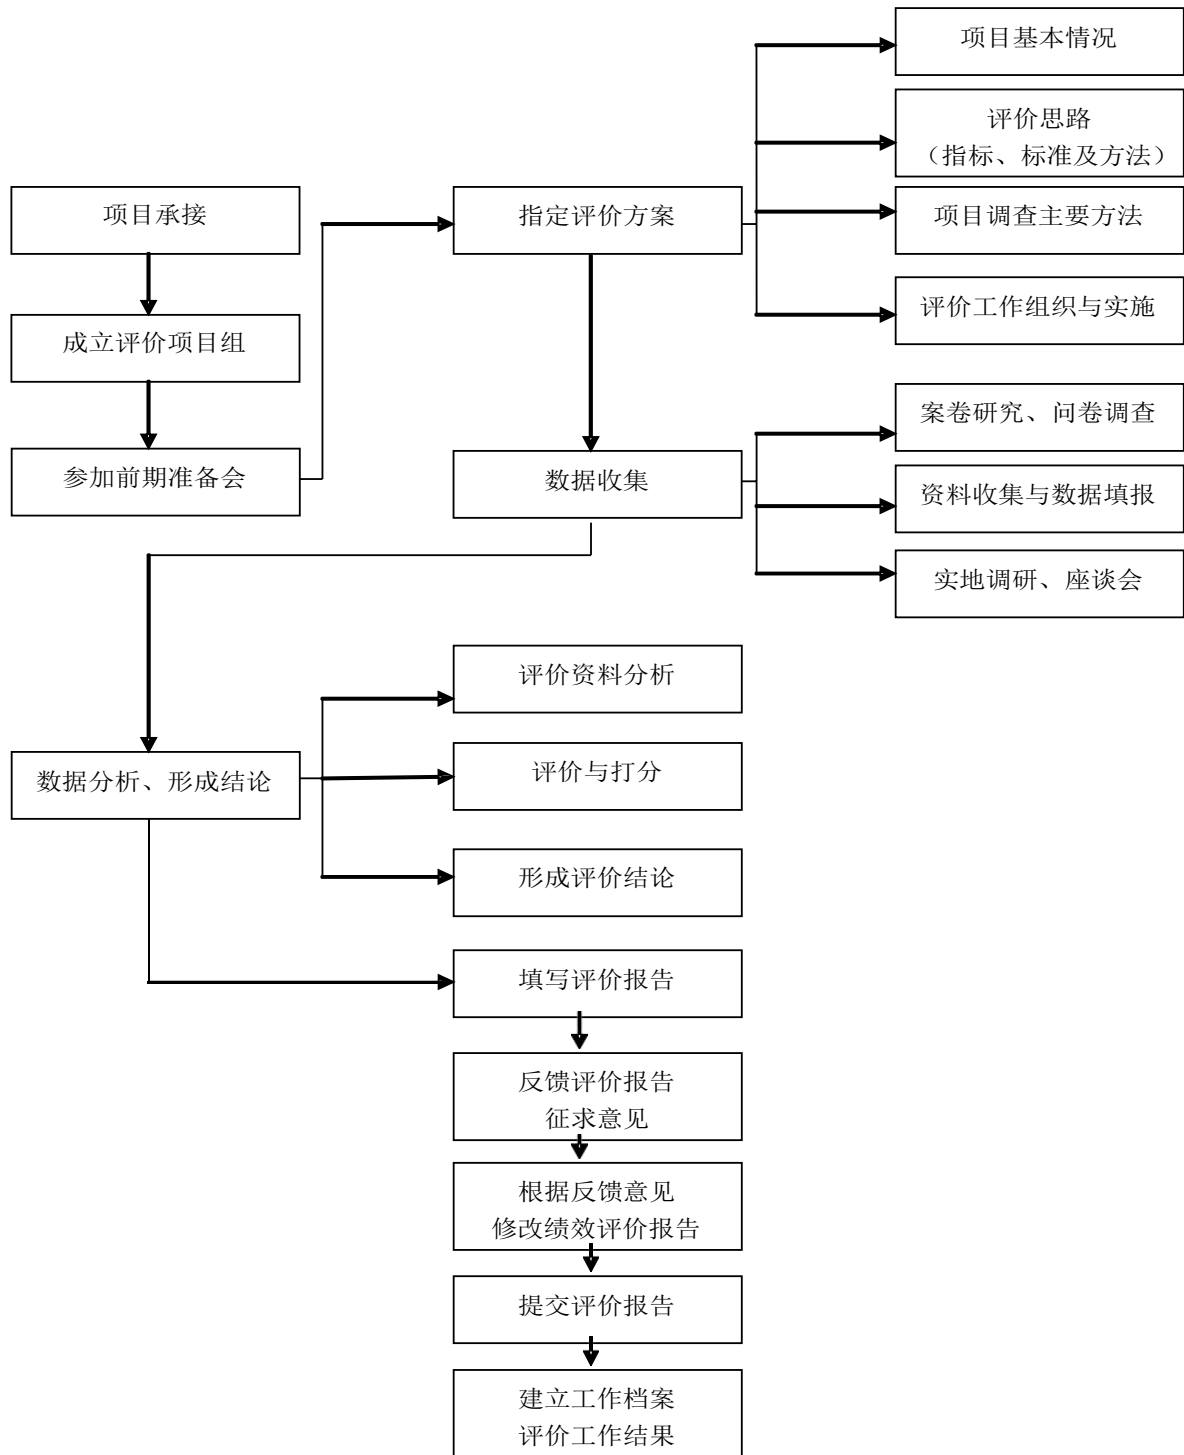 项目承接
成立评价项目组
参加前期准备会
指定评价方案
项目基本情况
评价思路
（指标、标准及方法）
项目调查主要方法
评价工作组织与实施
数据收集
案卷研究、问卷调查
资料收集与数据填报
实地调研、座谈会
数据分析、形成结论
评价资料分析
评价与打分
形成评价结论
填写评价报告
反馈评价报告
征求意见
根据反馈意见
修改绩效评价报告
提交评价报告
建立工作档案
评价工作结果